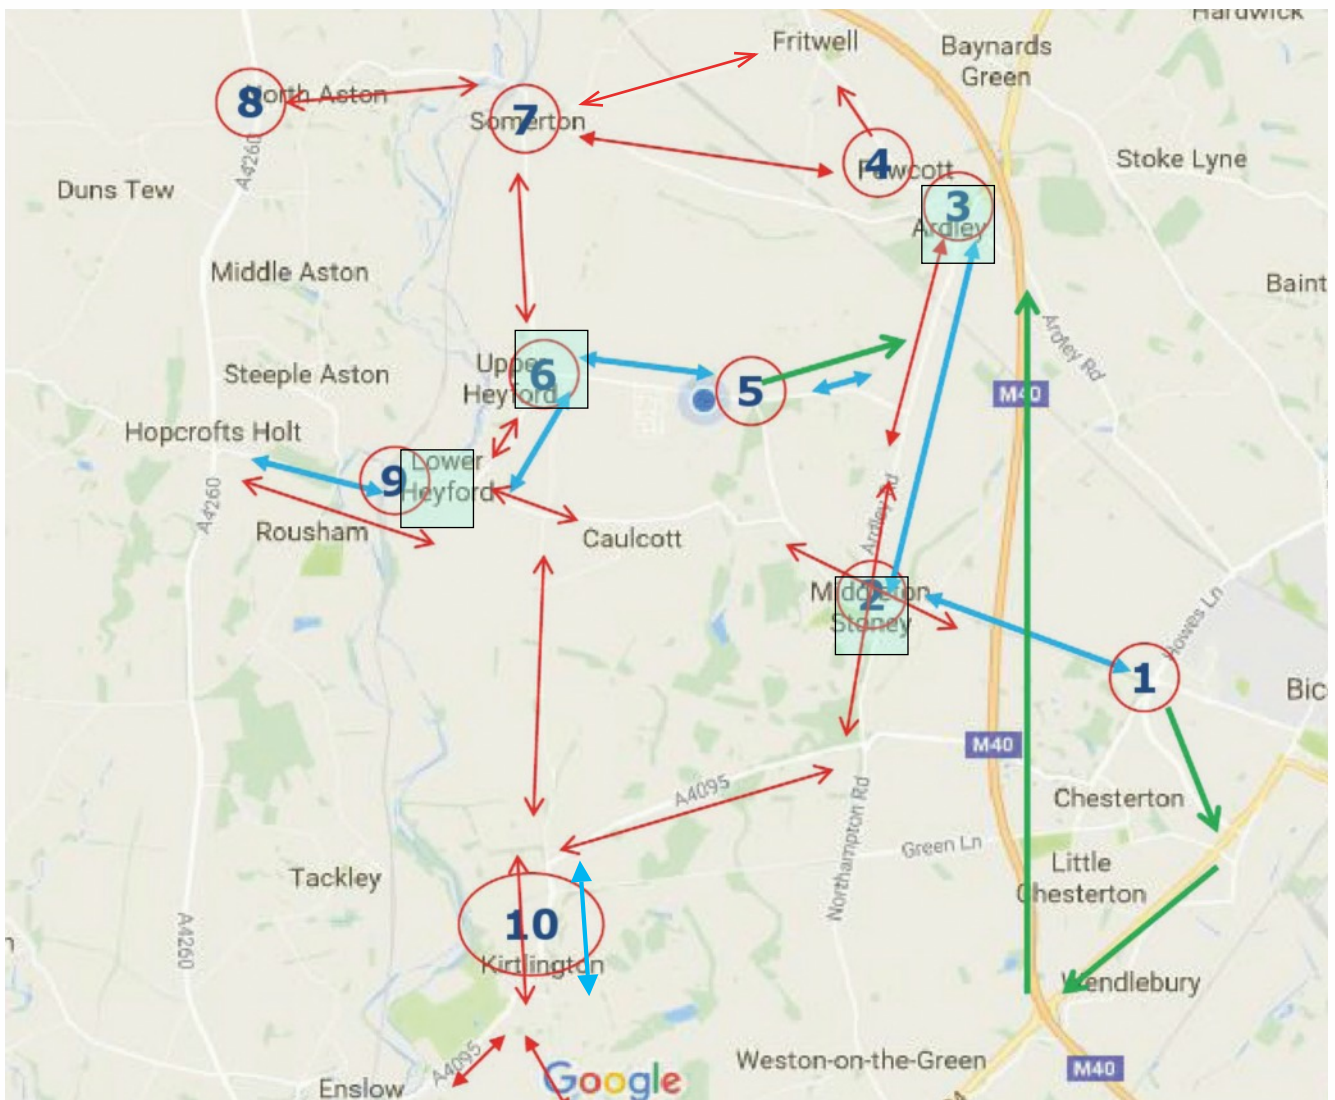 Hardwick
Fritwell
Baynards
Green
8
North Aston
7
Somerton
4
Fewcott
Stoke Lyne
A4260
Duns Tew
3
Ardley
Middle Aston
Baint
Ardley Rd
Upper
Heyford
6
Steeple Aston
5
M40
Hopcrofts Holt
9
Lower
Heyford
A4260
Rousham
Caulcott
Ardley Rd
2
Middleton
Stoney
Howes Ln
1
Bic
M40
A4095
Chesterton
Northampton Rd
Green Ln
Little
Chesterton
Tackley
A4260
n
10
Kirtlington
Wendlebury
A4095
Weston-on-the-Green
M40
Enslow
Google